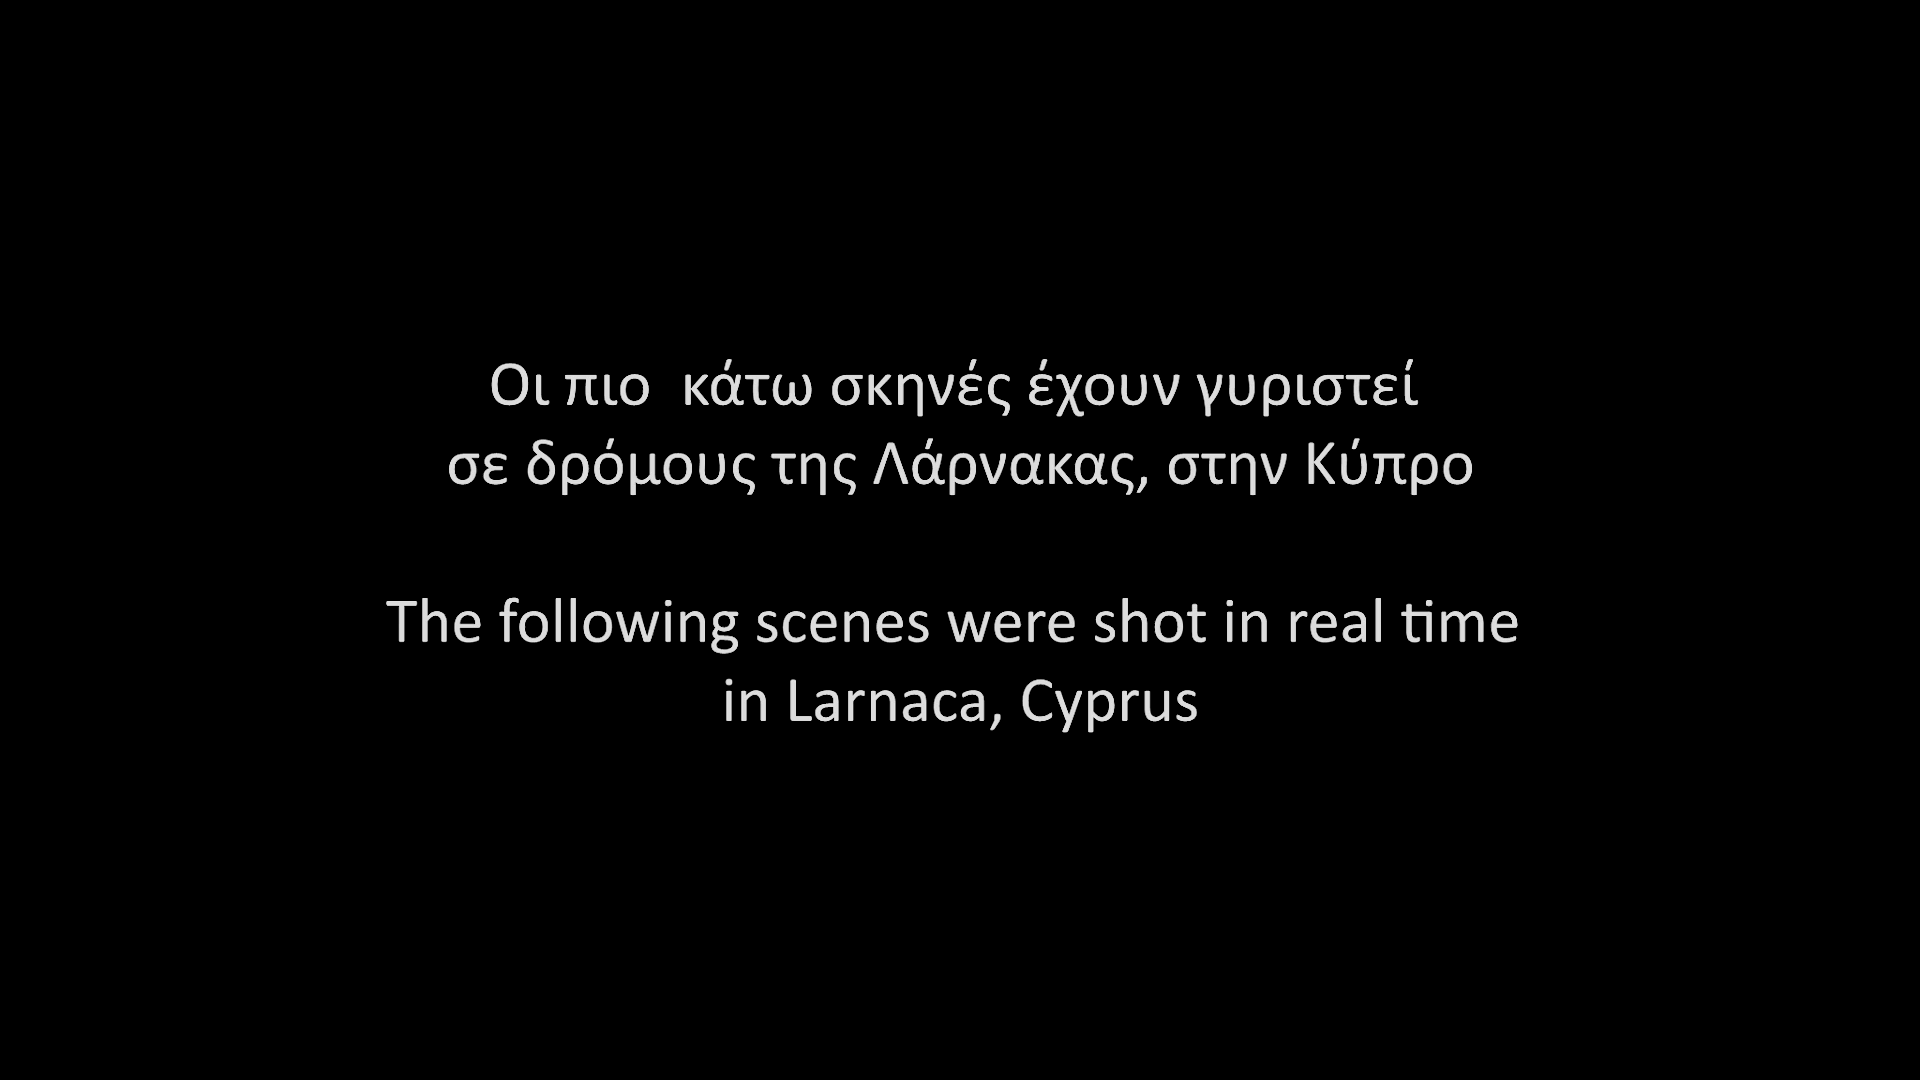 Οι πιο  κάτω σκηνές έχουν γυριστεί
σε δρόμους της Λάρνακας, στην Κύπρο
The following scenes were shot in real time
in Larnaca, Cyprus